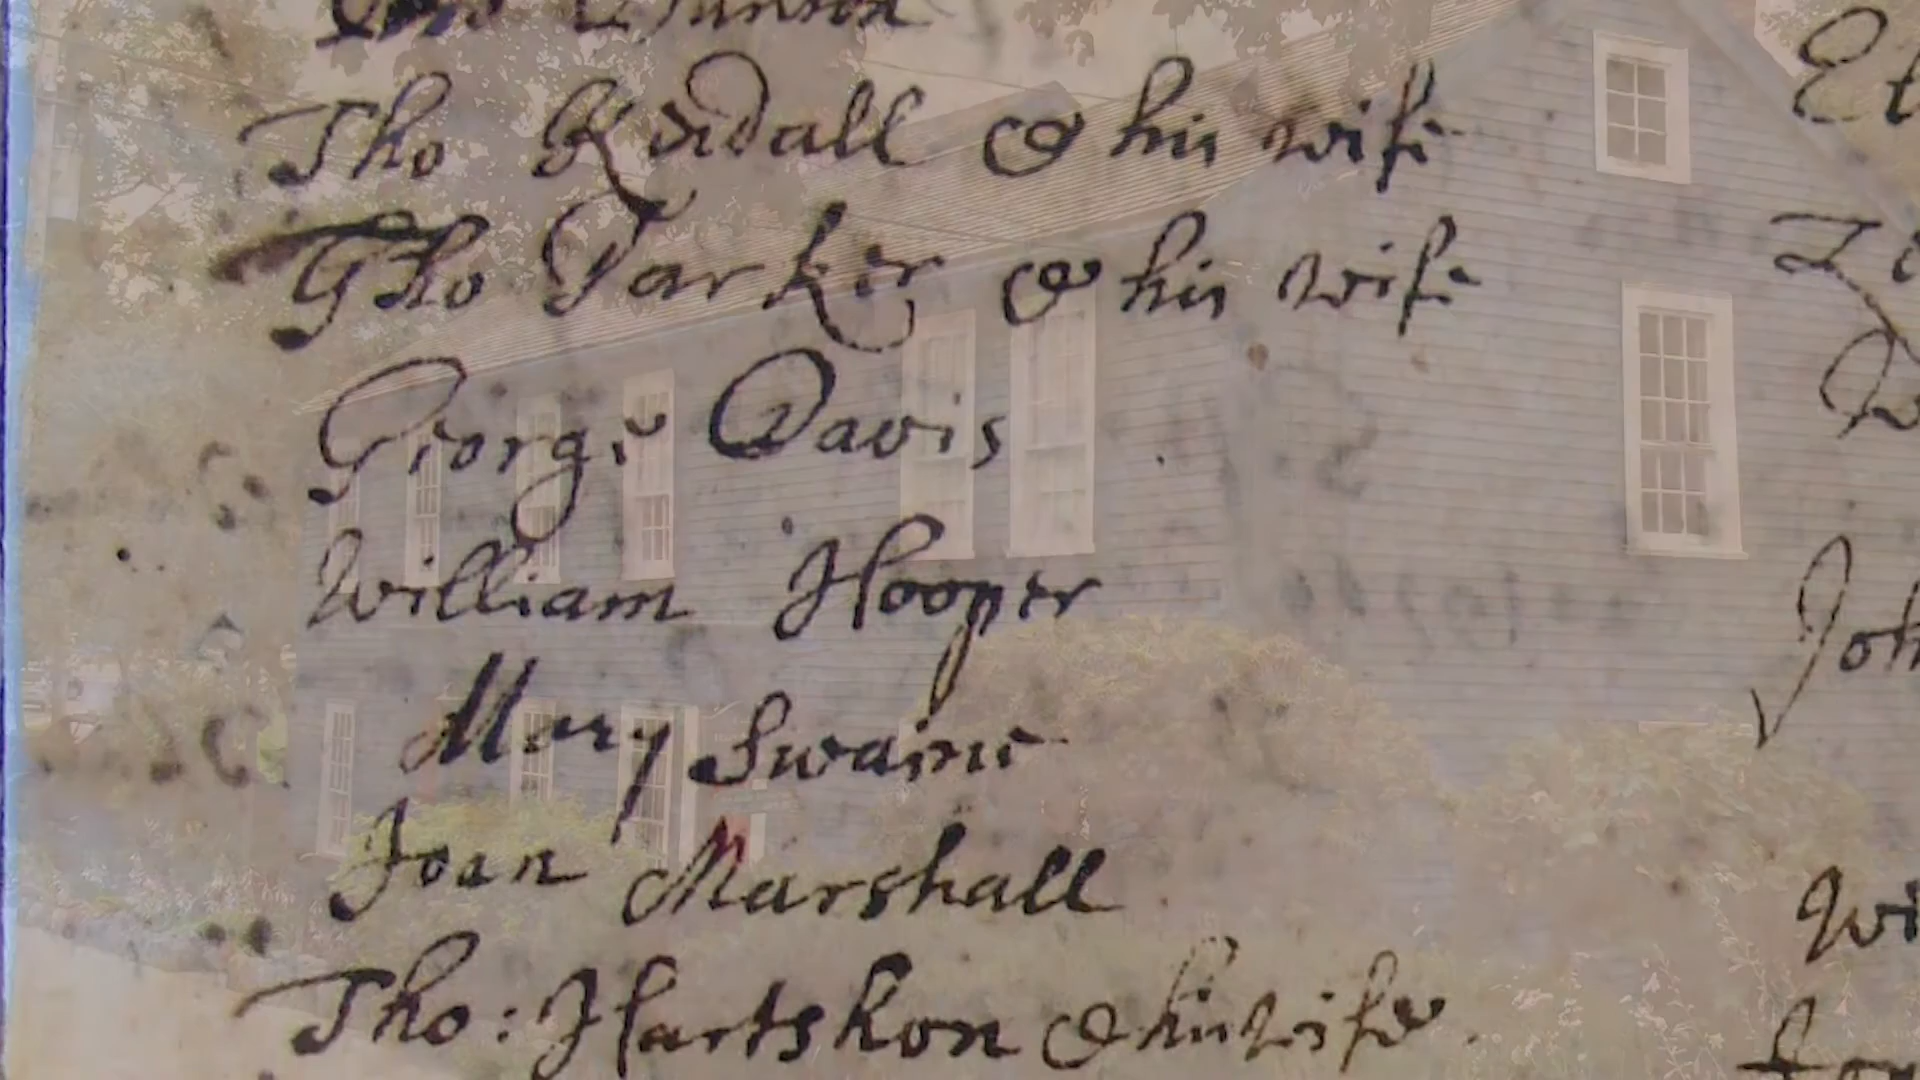 Tho Kendall & his wife
Tho Parker & his wife
George Davis
William Hooper
Mary Swaine
Joan Marshall
Tho: Hartshon & his wife